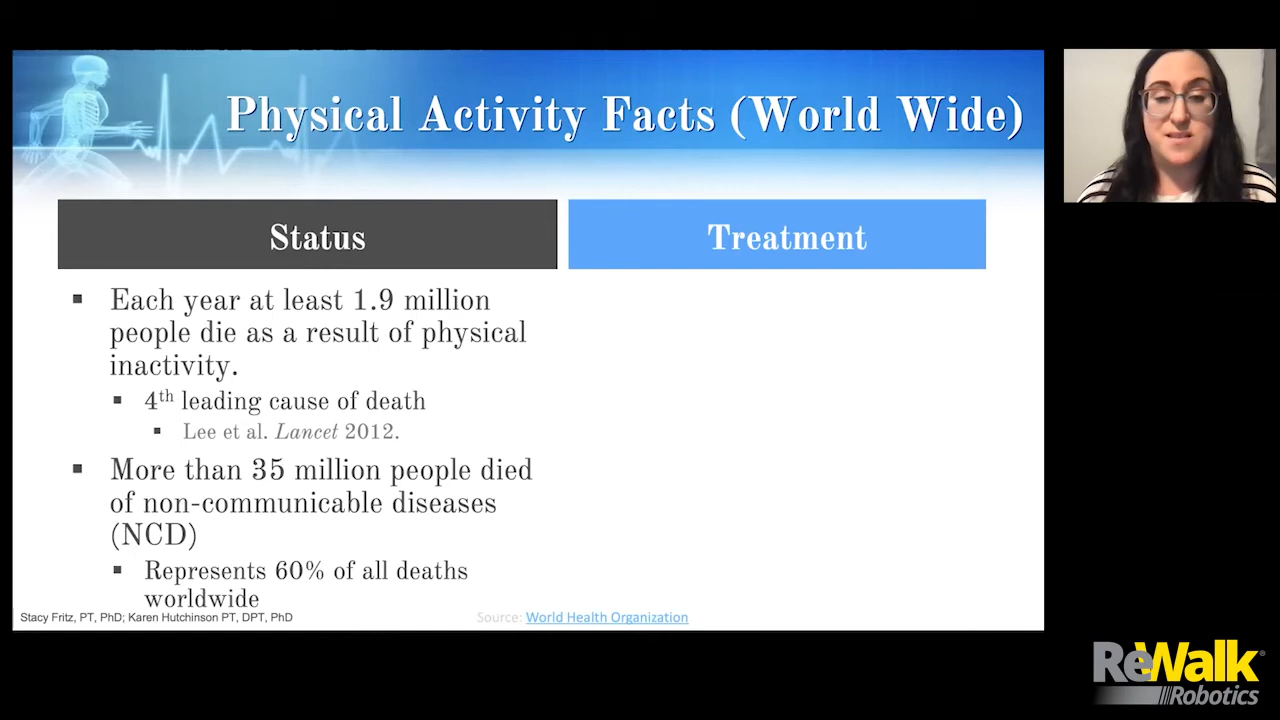 Physical Activity Facts (World Wide)
Status
Treatment
▪ Each year at least 1.9 million
people die as a result of physical
inactivity.
▪ 4th leading cause of death
▪ Lee et al. Lancet 2012.
▪ More than 35 million people died
of non-communicable diseases
(NCD)
▪ Represents 60% of all deaths
worldwide
Stacy Fritz, PT, PhD; Karen Hutchinson PT, DPT, PhD
Source: World Health Organization
ReWalk®
Robotics